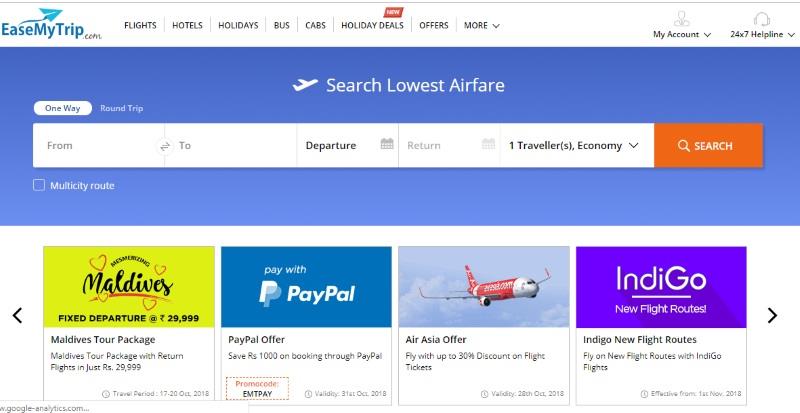 EaseMyTrip.com
FLIGHTS HOTELS HOLIDAYS BUS CABS HOLIDAY DEALS OFFERS MORE
NEW
My Account
24x7 Helpline
Search Lowest Airfare
One Way Round Trip
From To Departure Return 1 Traveller(s), Economy SEARCH
Multicity route
MESMERIZING
Maldives
FIXED DEPARTURE @ ₹ 29,999
Maldives Tour Package
Maldives Tour Package with Return
Flights in Just Rs. 29,999
Travel Period : 17-20 Oct, 2018
pay with
PayPal
PayPal Offer
Save Rs 1000 on booking through PayPal
Promocode:
EMTPAY
Validity: 31st Oct, 2018
Air Asia Offer
Fly with up to 30% Discount on Flight
Tickets
Validity: 28th Oct, 2018
IndiGo
New Flight Routes!
Indigo New Flight Routes
Fly on New Flight Routes with IndiGo
Flights
Effective from: 1st Nov, 2018
w.google-analytics.com...